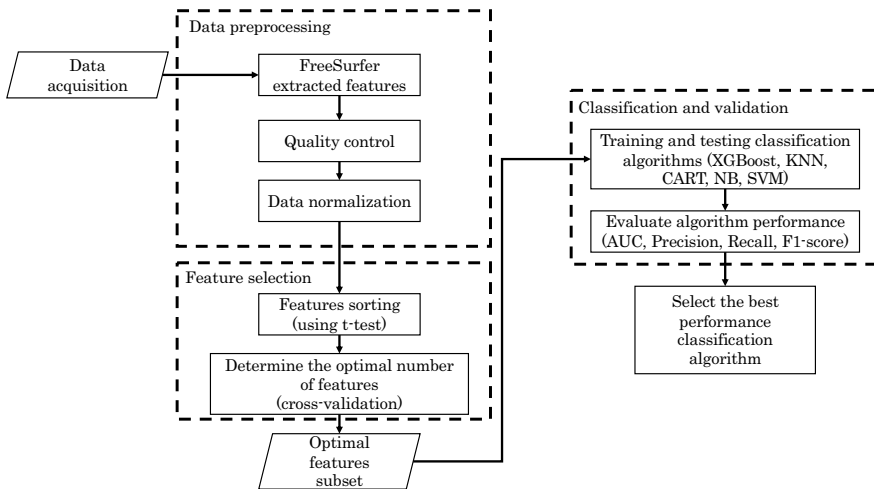 Data
acquisition
Data preprocessing
FreeSurfer
extracted features
Quality control
Data normalization
Feature selection
Features sorting
(using t-test)
Determine the optimal number
of features
(cross-validation)
Optimal
features
subset
Classification and validation
Training and testing classification
algorithms (XGBoost, KNN,
CART, NB, SVM)
Evaluate algorithm performance
(AUC, Precision, Recall, F1-score)
Select the best
performance
classification
algorithm